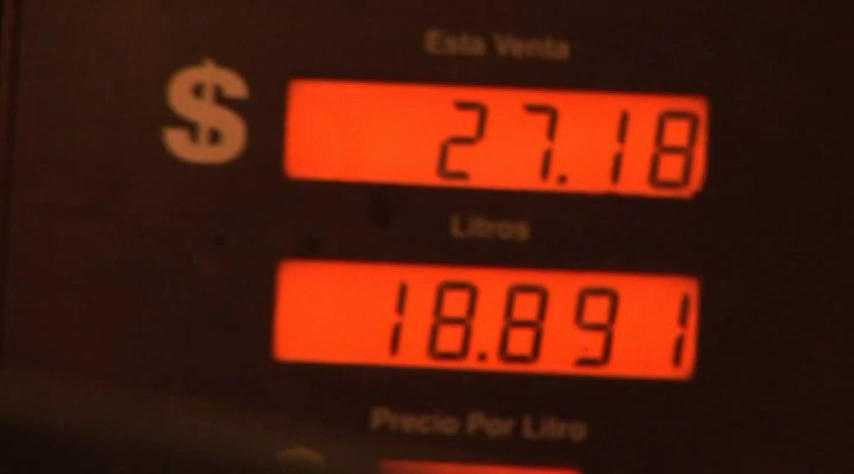 Esta Venta
$ 27.18
Litros
18.891
Precio Por Litro